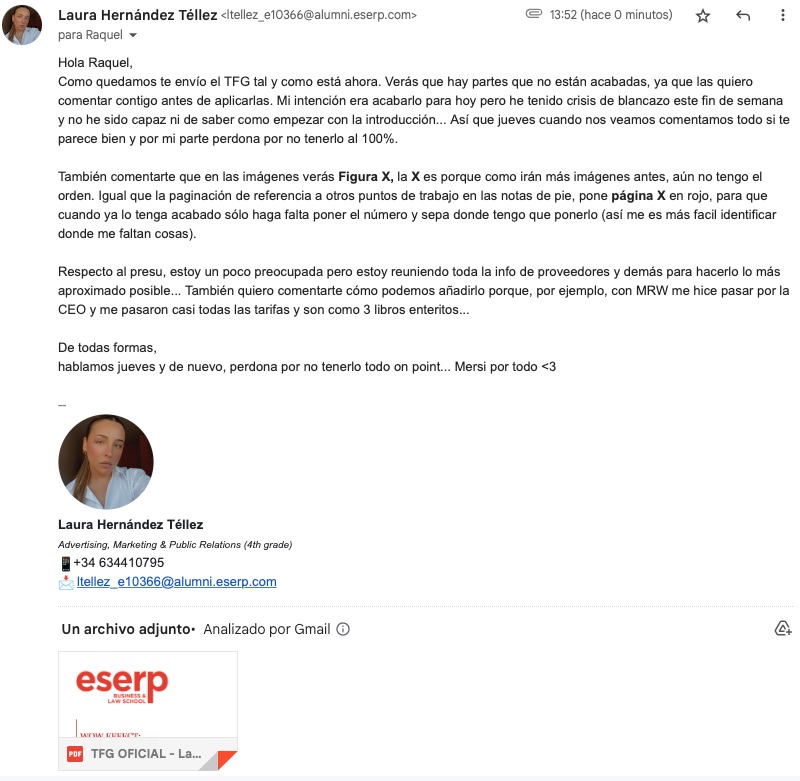 Laura Hernández Téllez <ltellez_e10366@alumni.eserp.com> 13:52 (hace 0 minutos)
para Raquel
Hola Raquel,
Como quedamos te envío el TFG tal y como está ahora. Verás que hay partes que no están acabadas, ya que las quiero
comentar contigo antes de aplicarlas. Mi intención era acabarlo para hoy pero he tenido crisis de blancazo este fin de semana
y no he sido capaz ni de saber como empezar con la introducción... Así que jueves cuando nos veamos comentamos todo si te
parece bien y por mi parte perdona por no tenerlo al 100%.
También comentarte que en las imágenes verás Figura X, la X es porque como irán más imágenes antes, aún no tengo el
orden. Igual que la paginación de referencia a otros puntos de trabajo en las notas de pie, pone página X en rojo, para que
cuando ya lo tenga acabado sólo haga falta poner el número y sepa donde tengo que ponerlo (así me es más facil identificar
donde me faltan cosas).
Respecto al presu, estoy un poco preocupada pero estoy reuniendo toda la info de proveedores y demás para hacerlo lo más
aproximado posible... También quiero comentarte cómo podemos añadirlo porque, por ejemplo, con MRW me hice pasar por la
CEO y me pasaron casi todas las tarifas y son como 3 libros enteritos...
De todas formas,
hablamos jueves y de nuevo, perdona por no tenerlo todo on point... Mersi por todo <3
--
Laura Hernández Téllez
Advertising, Marketing & Public Relations (4th grade)
+34 634410795
ltellez_e10366@alumni.eserp.com
Un archivo adjunto • Analizado por Gmail
eserp
BUSINESS &
LAW SCHOOL
WOW EFFECT:
PDF TFG OFICIAL - La...